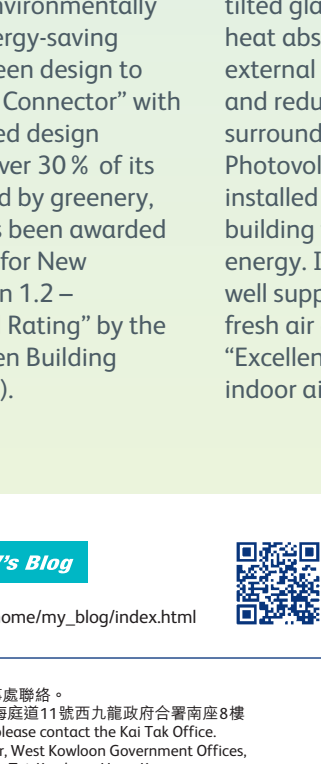 nvironmentally
ergy-saving
een design to
Connector” with
ed design
ver 30 % of its
d by greenery,
s been awarded
for New
n 1.2 –
Rating” by the
en Building
).
tilted gla
heat abs
external
and redu
surround
Photovol
installed
building
energy. I
well supp
fresh air
“Excellen
indoor ai
’s Blog
ome/my_blog/index.html
處聯絡。
海庭道11號西九龍政府合署南座8樓
lease contact the Kai Tak Office.
r, West Kowloon Government Offices,